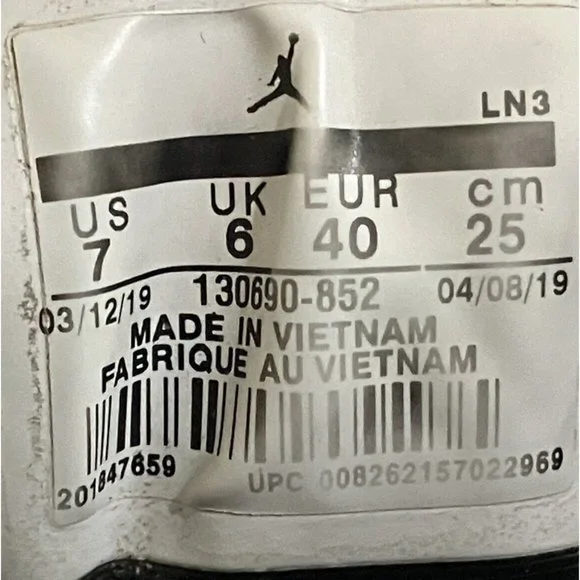 LN3
US UK EUR cm
7 6 40 25
03/12/19 130690-852 04/08/19
MADE IN VIETNAM
FABRIQUE AU VIETNAM
201847659 UPC 008262157022969